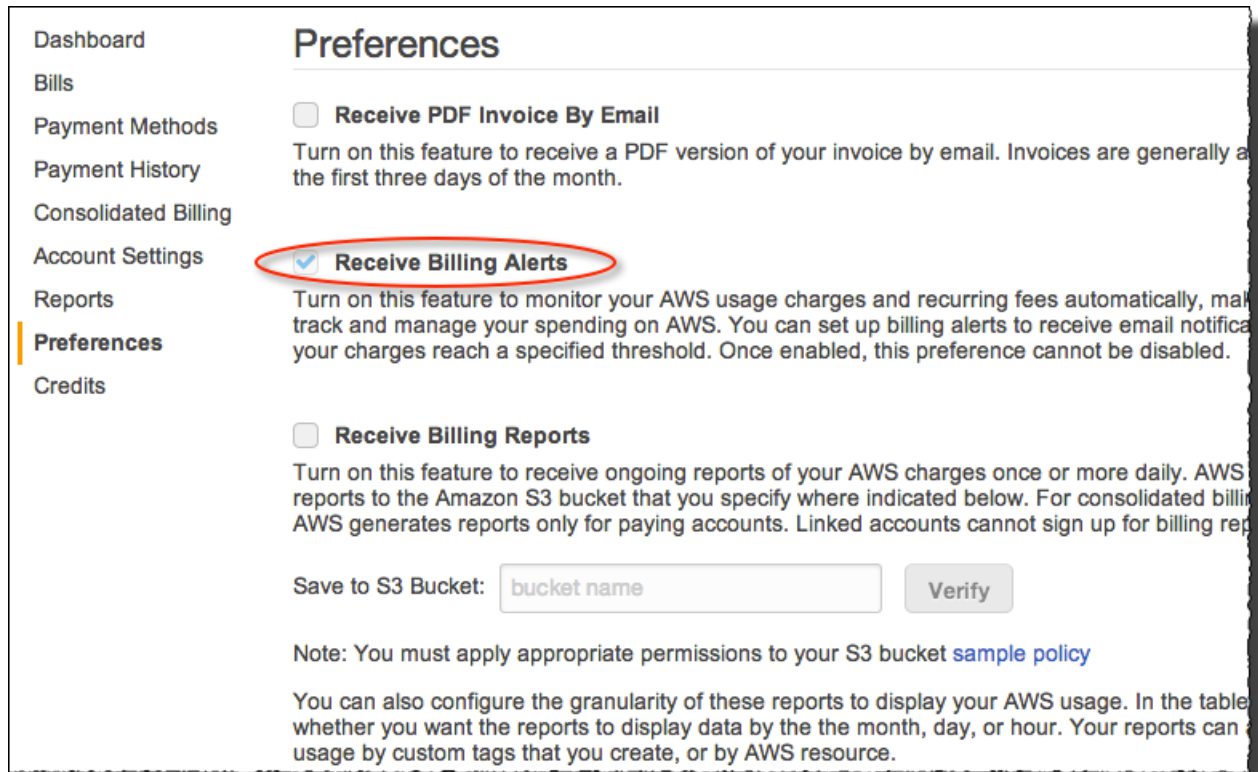 Dashboard
Bills
Payment Methods
Payment History
Consolidated Billing
Account Settings
Reports
Preferences
Credits
Preferences
Receive PDF Invoice By Email
Turn on this feature to receive a PDF version of your invoice by email. Invoices are generally a
the first three days of the month.
Receive Billing Alerts
Turn on this feature to monitor your AWS usage charges and recurring fees automatically, mak
track and manage your spending on AWS. You can set up billing alerts to receive email notifica
your charges reach a specified threshold. Once enabled, this preference cannot be disabled.
Receive Billing Reports
Turn on this feature to receive ongoing reports of your AWS charges once or more daily. AWS
reports to the Amazon S3 bucket that you specify where indicated below. For consolidated billin
AWS generates reports only for paying accounts. Linked accounts cannot sign up for billing rep
Save to S3 Bucket: bucket name Verify
Note: You must apply appropriate permissions to your S3 bucket sample policy
You can also configure the granularity of these reports to display your AWS usage. In the table
whether you want the reports to display data by the the month, day, or hour. Your reports can a
usage by custom tags that you create, or by AWS resource.